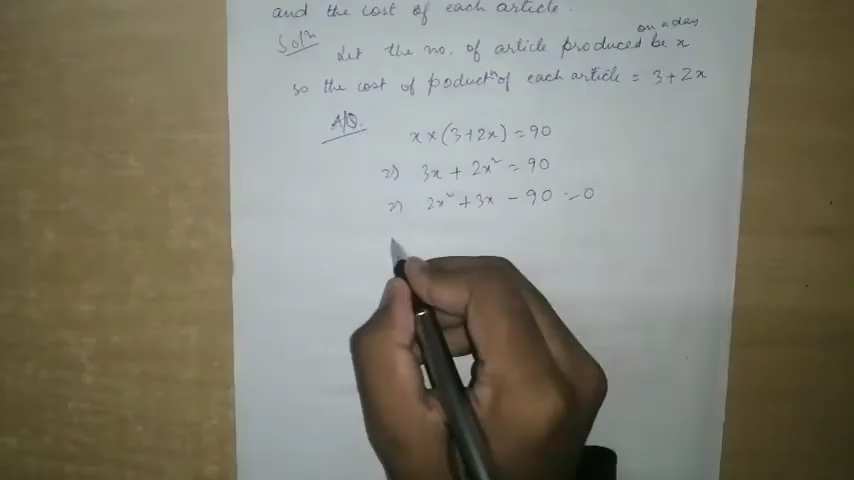 and the cost of each article.
Soln
on a day
Let the no. of article produced be x
so the cost of poductn of each article = 3+2x
A/Q.
x×(3+2x) = 90
⇒ 3x + 2x² = 90
⇒ 2x² + 3x - 90 = 0